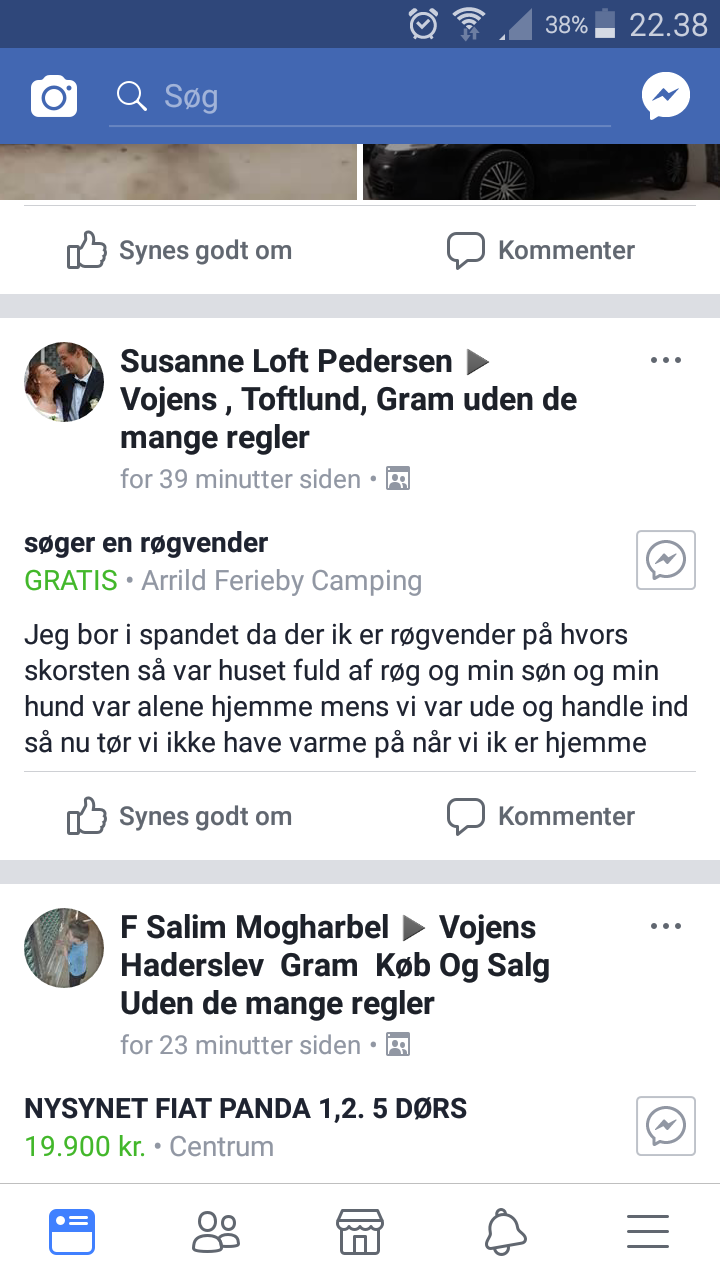 38% 22.38
Søg
Synes godt om Kommenter
Susanne Loft Pedersen ▶
Vojens , Toftlund, Gram uden de
mange regler
for 39 minutter siden •
søger en røgvender
GRATIS • Arrild Ferieby Camping
Jeg bor i spandet da der ik er røgvender på hvors
skorsten så var huset fuld af røg og min søn og min
hund var alene hjemme mens vi var ude og handle ind
så nu tør vi ikke have varme på når vi ik er hjemme
Synes godt om Kommenter
F Salim Mogharbel ▶ Vojens
Haderslev Gram Køb Og Salg
Uden de mange regler
for 23 minutter siden •
NYSYNET FIAT PANDA 1,2. 5 DØRS
19.900 kr. • Centrum